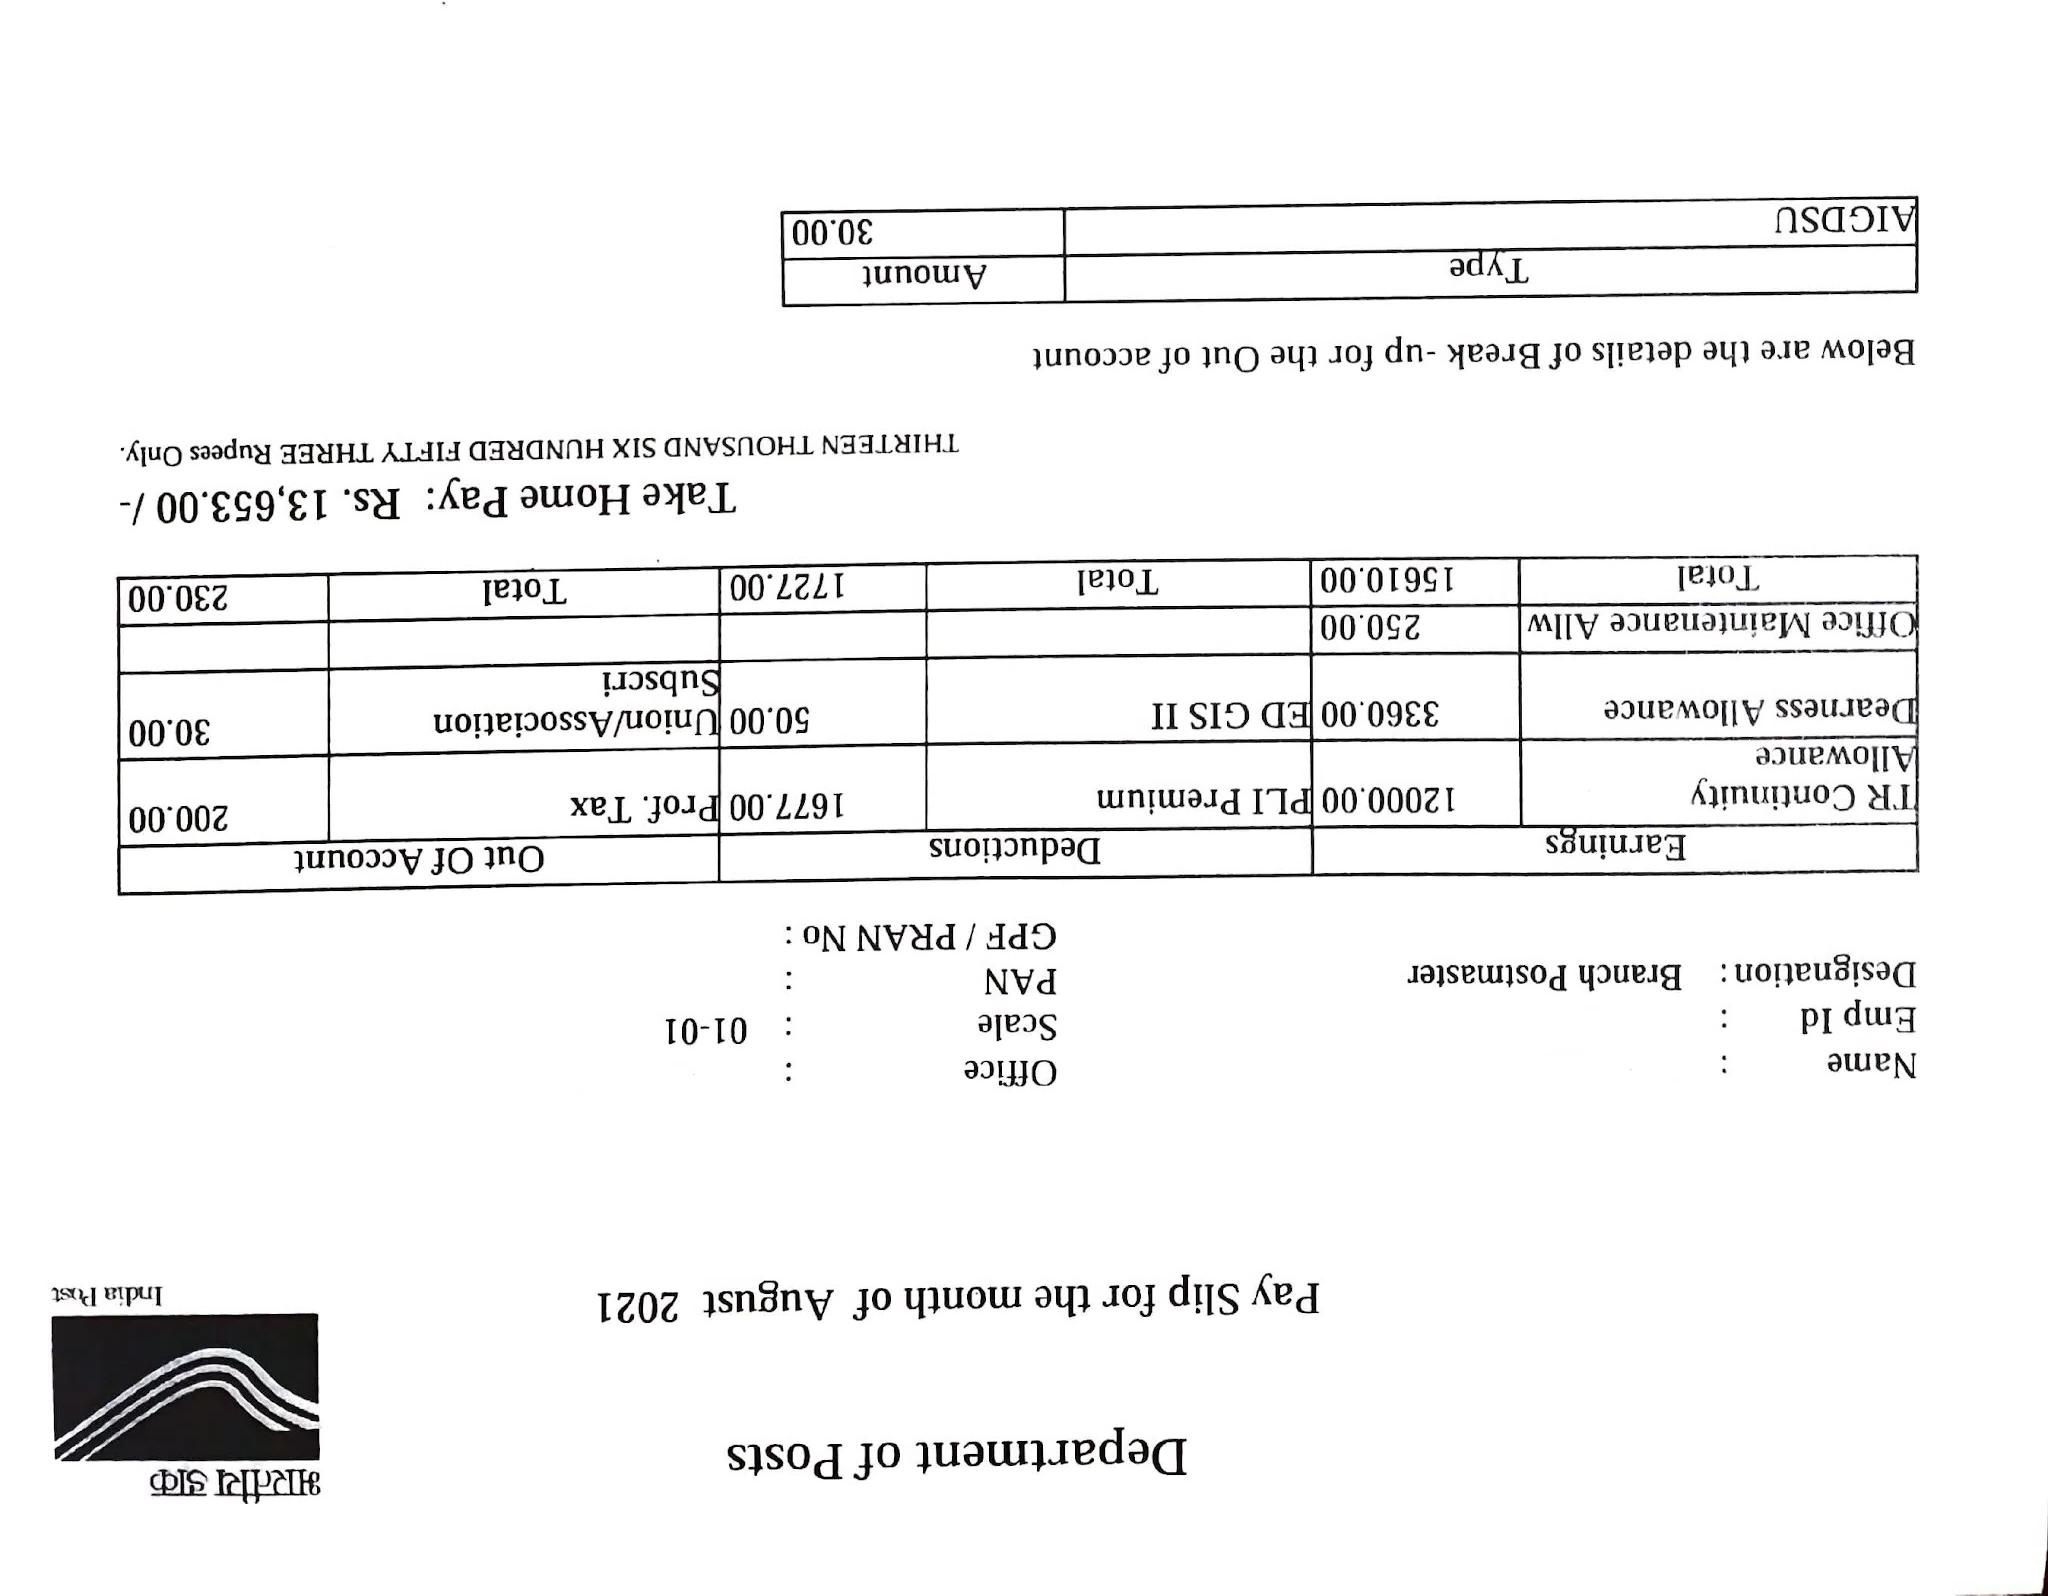 भारतीय डाक
Department of Posts
India Post
Pay Slip for the month of August 2021
Name :
Office :
Emp Id :
Scale : 01-01
Designation : Branch Postmaster
PAN :
GPF / PRAN No :
Earnings Deductions Out Of Account
TR Continuity Allowance 12000.00 PLI Premium 1677.00 Prof. Tax 200.00
Dearness Allowance 3360.00 ED GIS II 50.00 Union/Association Subscri 30.00
Office Maintenance Allw 250.00
Total 15610.00 Total 1727.00 Total 230.00
Take Home Pay: Rs. 13,653.00 /-
THIRTEEN THOUSAND SIX HUNDRED FIFTY THREE Rupees Only.
Below are the details of Break -up for the Out of account
Type Amount
AIGDSU 30.00